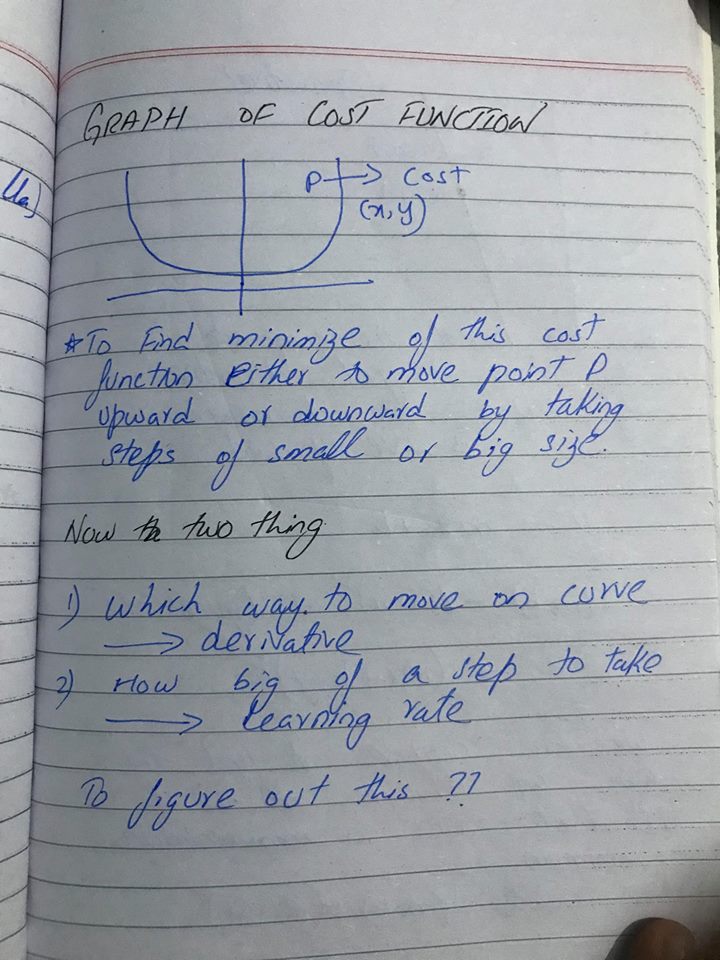 GRAPH OF COST FUNCTION
P → cost
(x, y)
*To Find minimize of this cost
function either to move point P
upward or downward by taking
steps of small or big size.
Now two thing
1) which way. to move on curve
→ derivative
2) How big of a step to take
→ learning rate
To figure out this ??